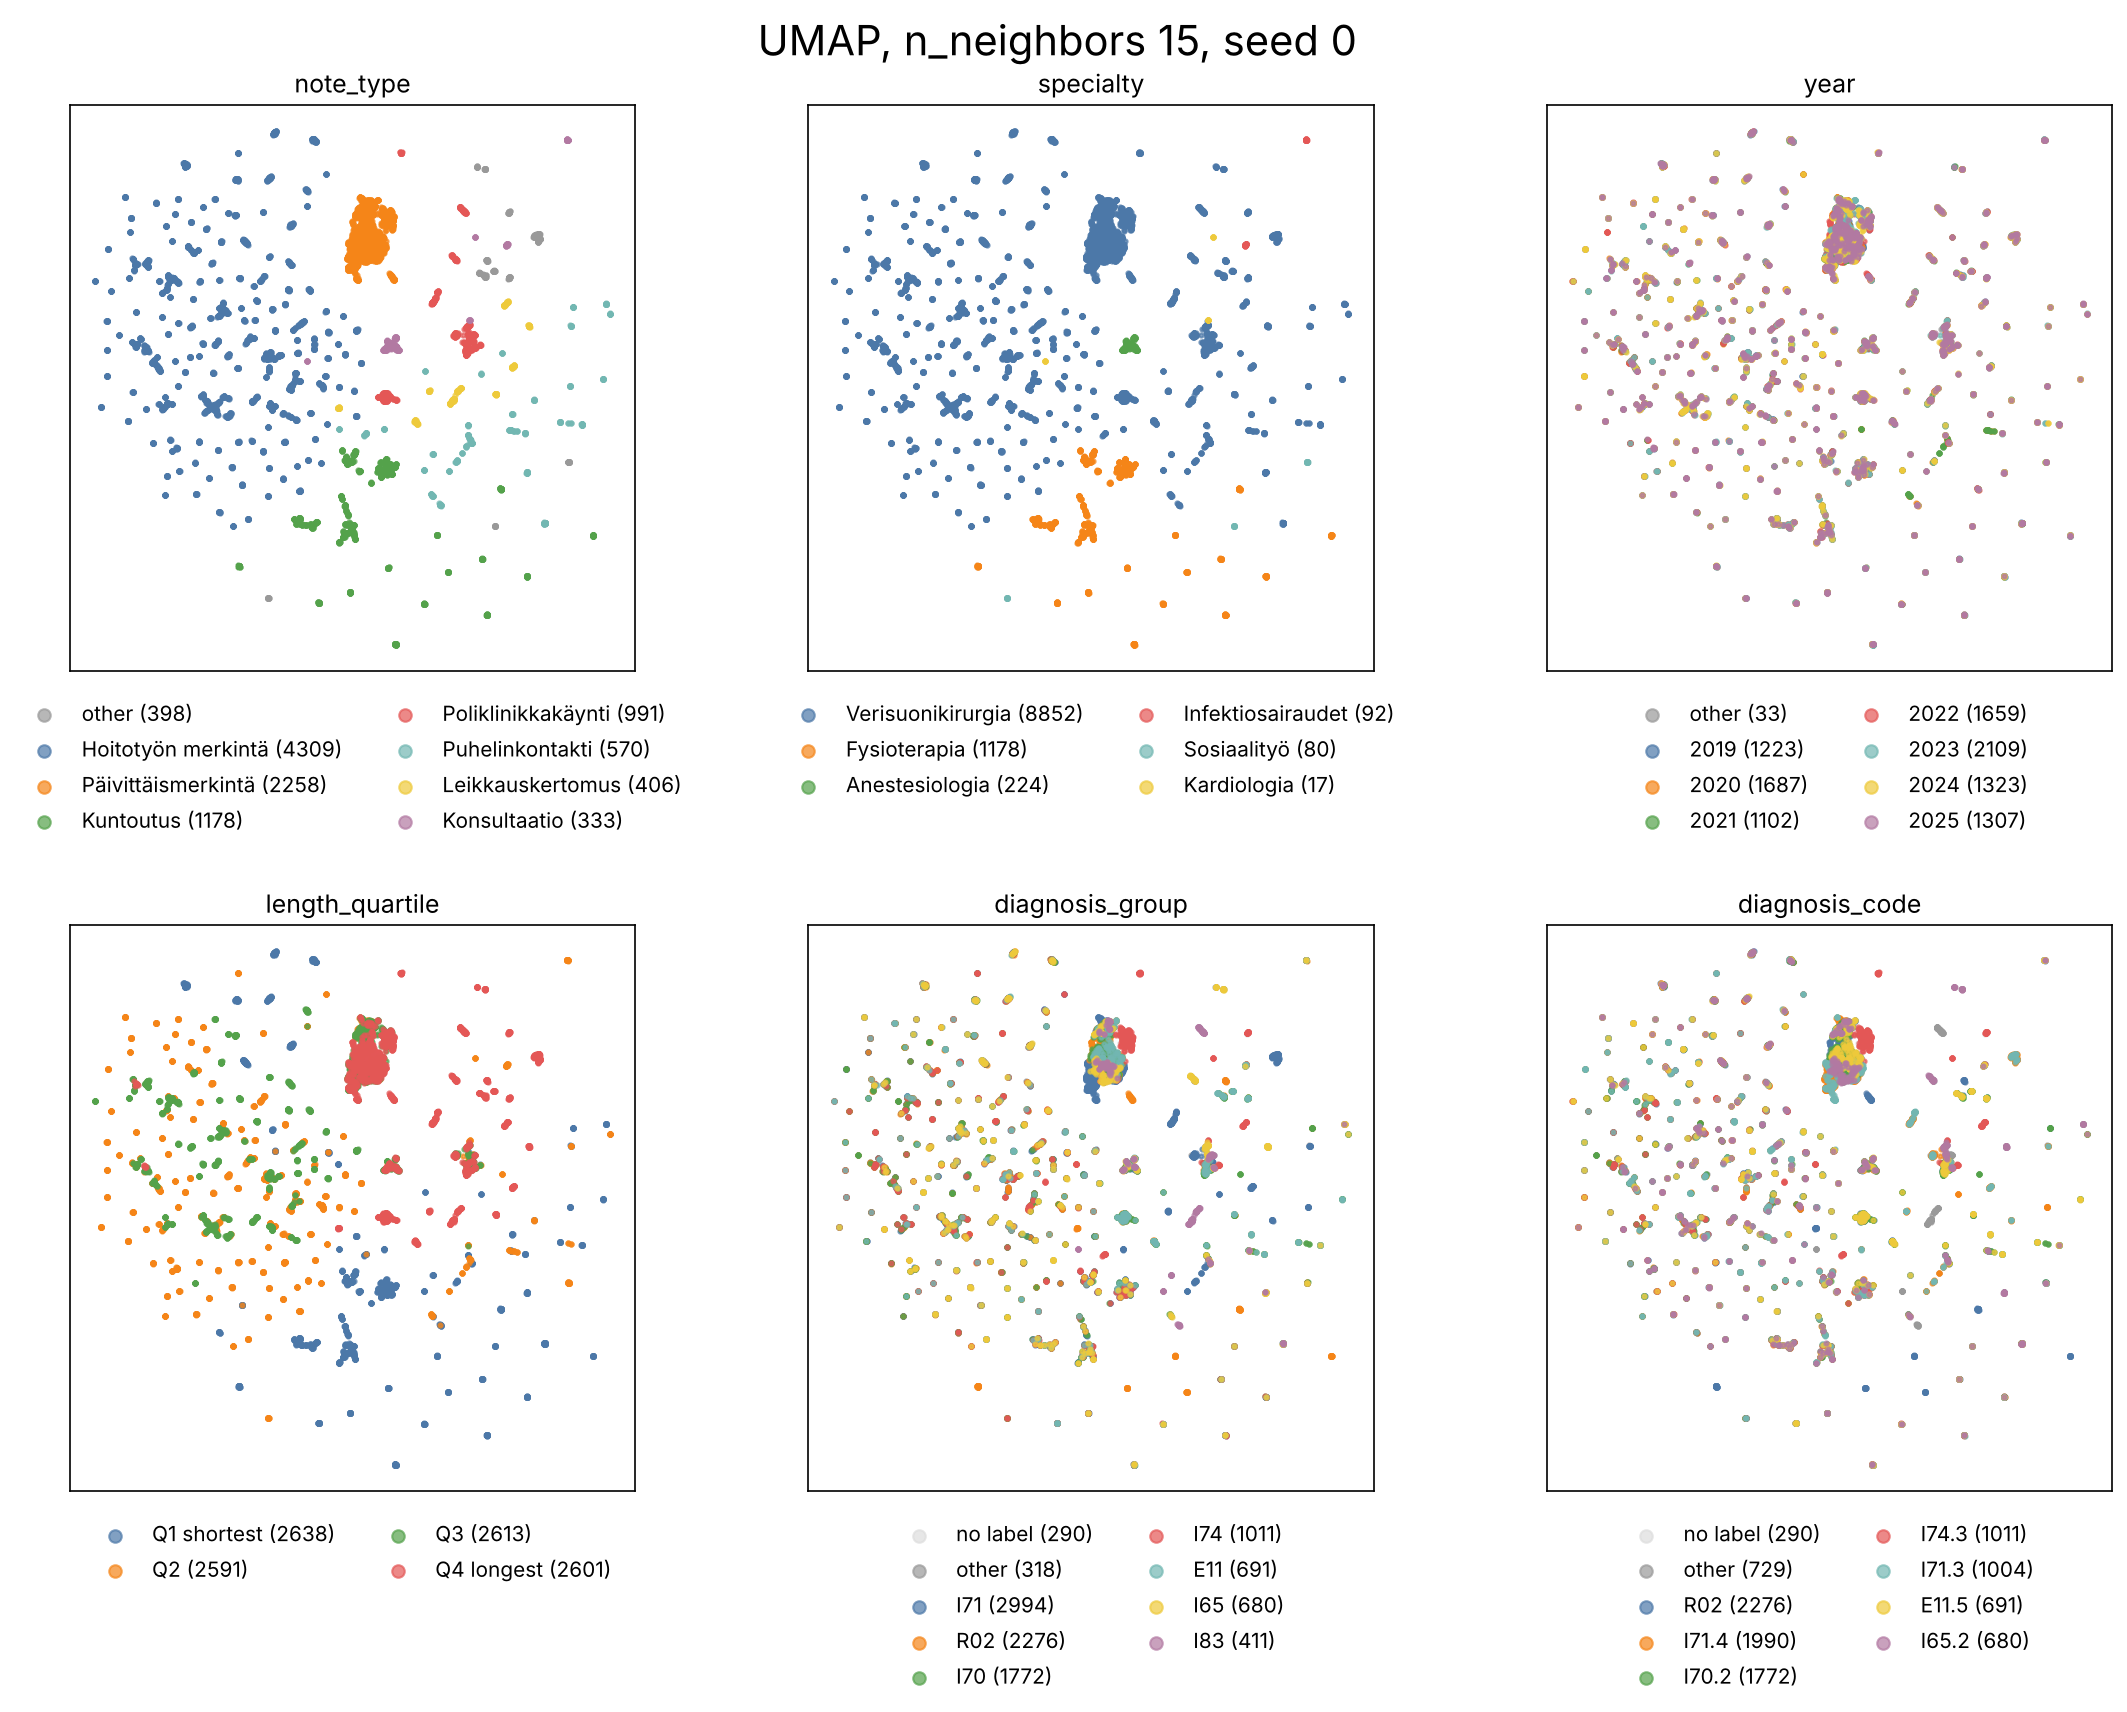 UMAP, n_neighbors 15, seed 0
note_type
specialty
year
other (398)
Hoitotyön merkintä (4309)
Päivittäismerkintä (2258)
Kuntoutus (1178)
Poliklinikkakäynti (991)
Puhelinkontakti (570)
Leikkauskertomus (406)
Konsultaatio (333)
Verisuonikirurgia (8852)
Fysioterapia (1178)
Anestesiologia (224)
Infektiosairaudet (92)
Sosiaalityö (80)
Kardiologia (17)
other (33)
2019 (1223)
2020 (1687)
2021 (1102)
2022 (1659)
2023 (2109)
2024 (1323)
2025 (1307)
length_quartile
diagnosis_group
diagnosis_code
Q1 shortest (2638)
Q2 (2591)
Q3 (2613)
Q4 longest (2601)
no label (290)
other (318)
I71 (2994)
R02 (2276)
I70 (1772)
I74 (1011)
E11 (691)
I65 (680)
I83 (411)
no label (290)
other (729)
R02 (2276)
I71.4 (1990)
I70.2 (1772)
I74.3 (1011)
I71.3 (1004)
E11.5 (691)
I65.2 (680)